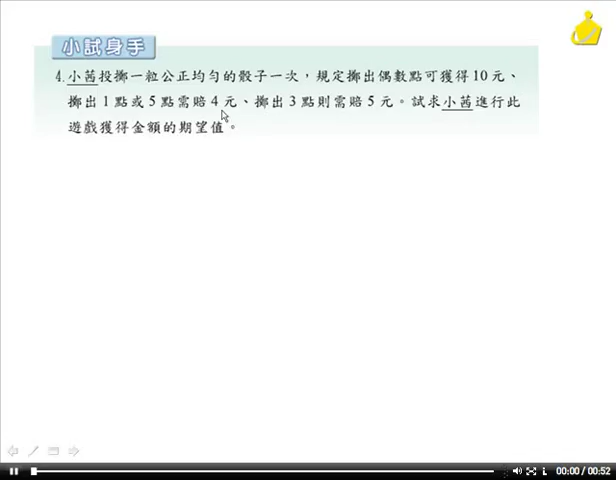 小試身手
4.小茜投擲一粒公正均勻的骰子一次，規定擲出偶數點可獲得10元、
擲出1點或5點需賠4元、擲出3點則需賠5元。試求小茜進行此
遊戲獲得金額的期望值。
00:00 / 00:52